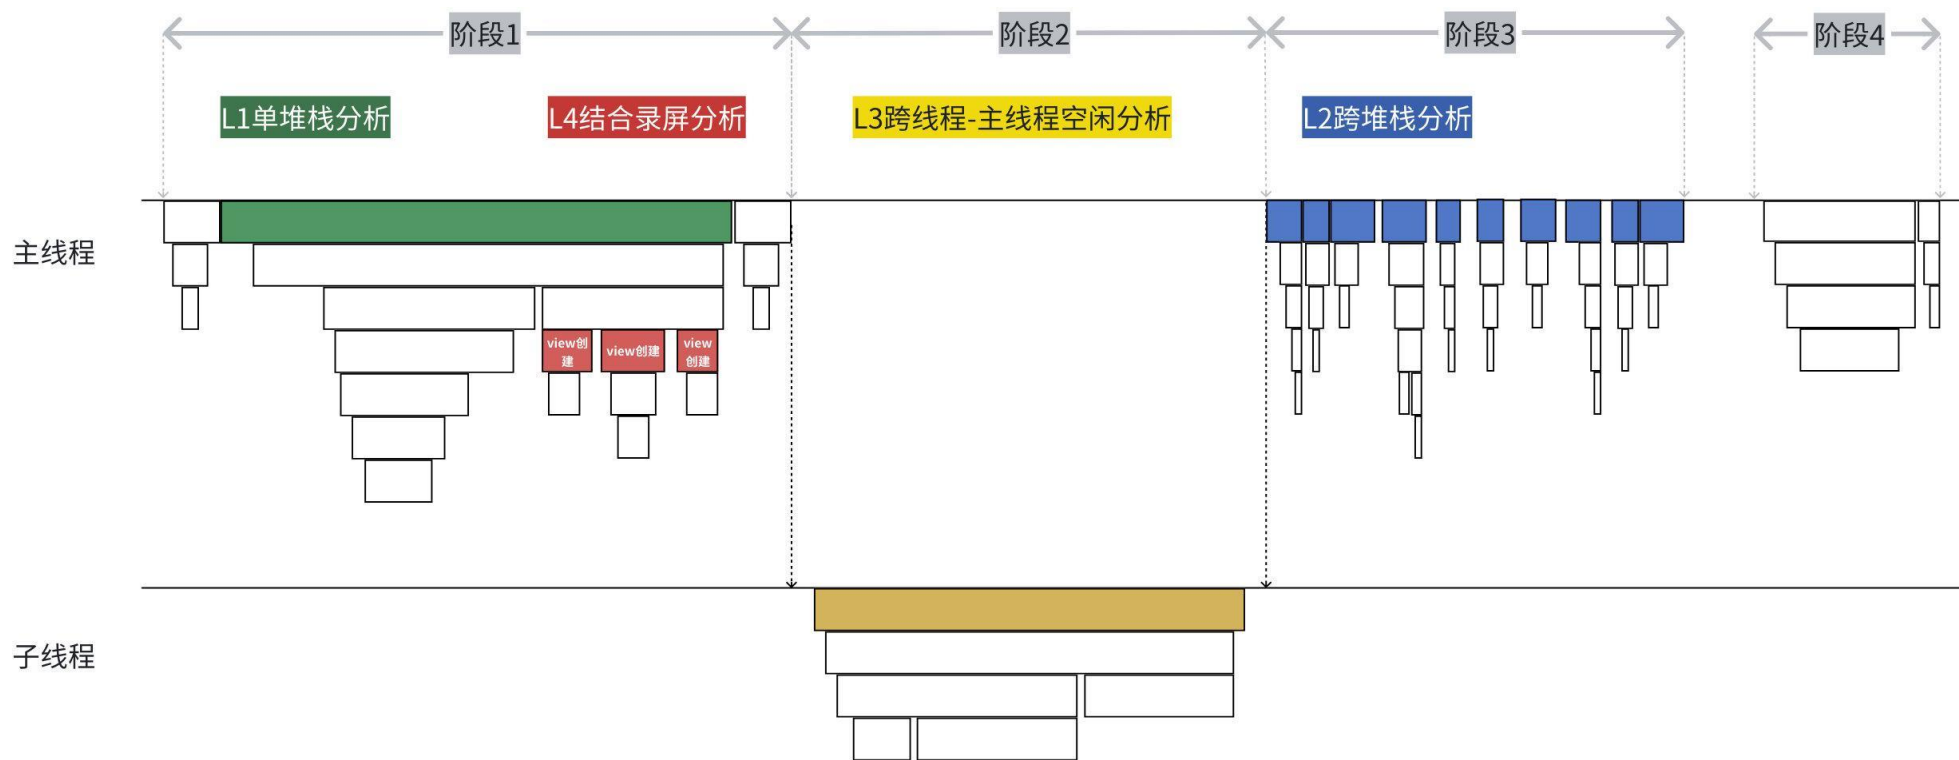 阶段1
阶段2
阶段3
阶段4
L1单堆栈分析
L4结合录屏分析
L3跨线程-主线程空闲分析
L2跨堆栈分析
主线程
view创
建
view创建
view
创建
子线程